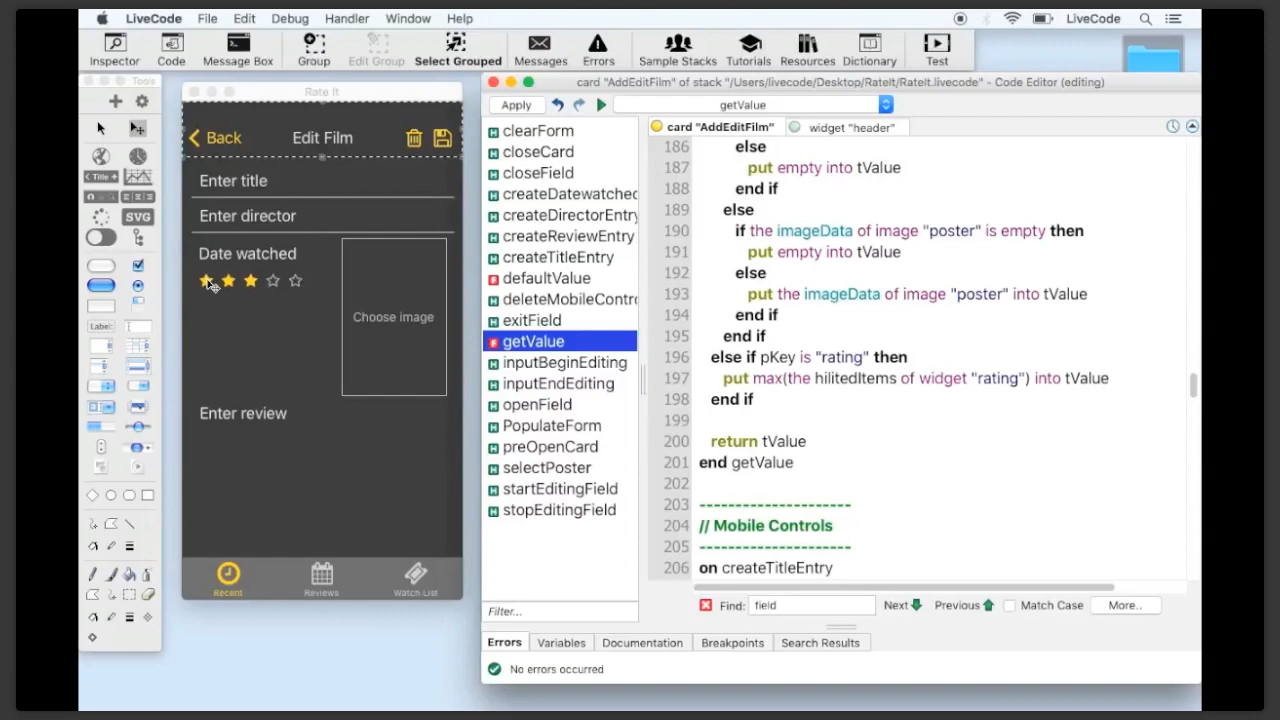 LiveCode File Edit Debug Handler Window Help LiveCode
Inspector Code Message Box Group Edit Group Select Grouped Messages Errors Sample Stacks Tutorials Resources Dictionary Test
Tools
Rate It
card "AddEditFilm" of stack "/Users/livecode/Desktop/RateIt/RateIt.livecode" - Code Editor (editing)
Apply getValue
card "AddEditFilm" widget "header"
Back Edit Film
Enter title
Enter director
Date watched
Choose image
Enter review
Recent Reviews Watch List
Title
SVG
Label:
clearForm
closeCard
closeField
createDatewatched
createDirectorEntry
createReviewEntry
createTitleEntry
defaultValue
deleteMobileContro
exitField
getValue
inputBeginEditing
inputEndEditing
openField
PopulateForm
preOpenCard
selectPoster
startEditingField
stopEditingField
Filter...
186 else
187 put empty into tValue
188 end if
189 else
190 if the imageData of image "poster" is empty then
191 put empty into tValue
192 else
193 put the imageData of image "poster" into tValue
194 end if
195 end if
196 else if pKey is "rating" then
197 put max(the hilitedItems of widget "rating") into tValue
198 end if
199
200 return tValue
201 end getValue
202
203 ---------------------
204 // Mobile Controls
205 ---------------------
206 on createTitleEntry
Find: field Next Previous Match Case More..
Errors Variables Documentation Breakpoints Search Results
No errors occurred